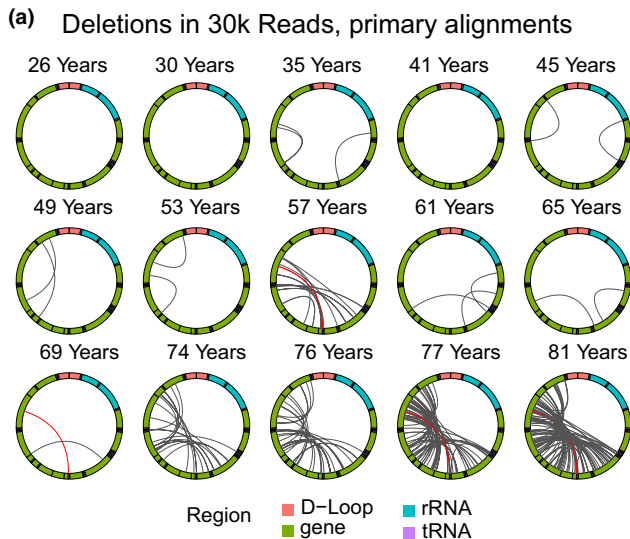 (a) Deletions in 30k Reads, primary alignments
26 Years 30 Years 35 Years 41 Years 45 Years
49 Years 53 Years 57 Years 61 Years 65 Years
69 Years 74 Years 76 Years 77 Years 81 Years
Region D−Loop rRNA
gene tRNA